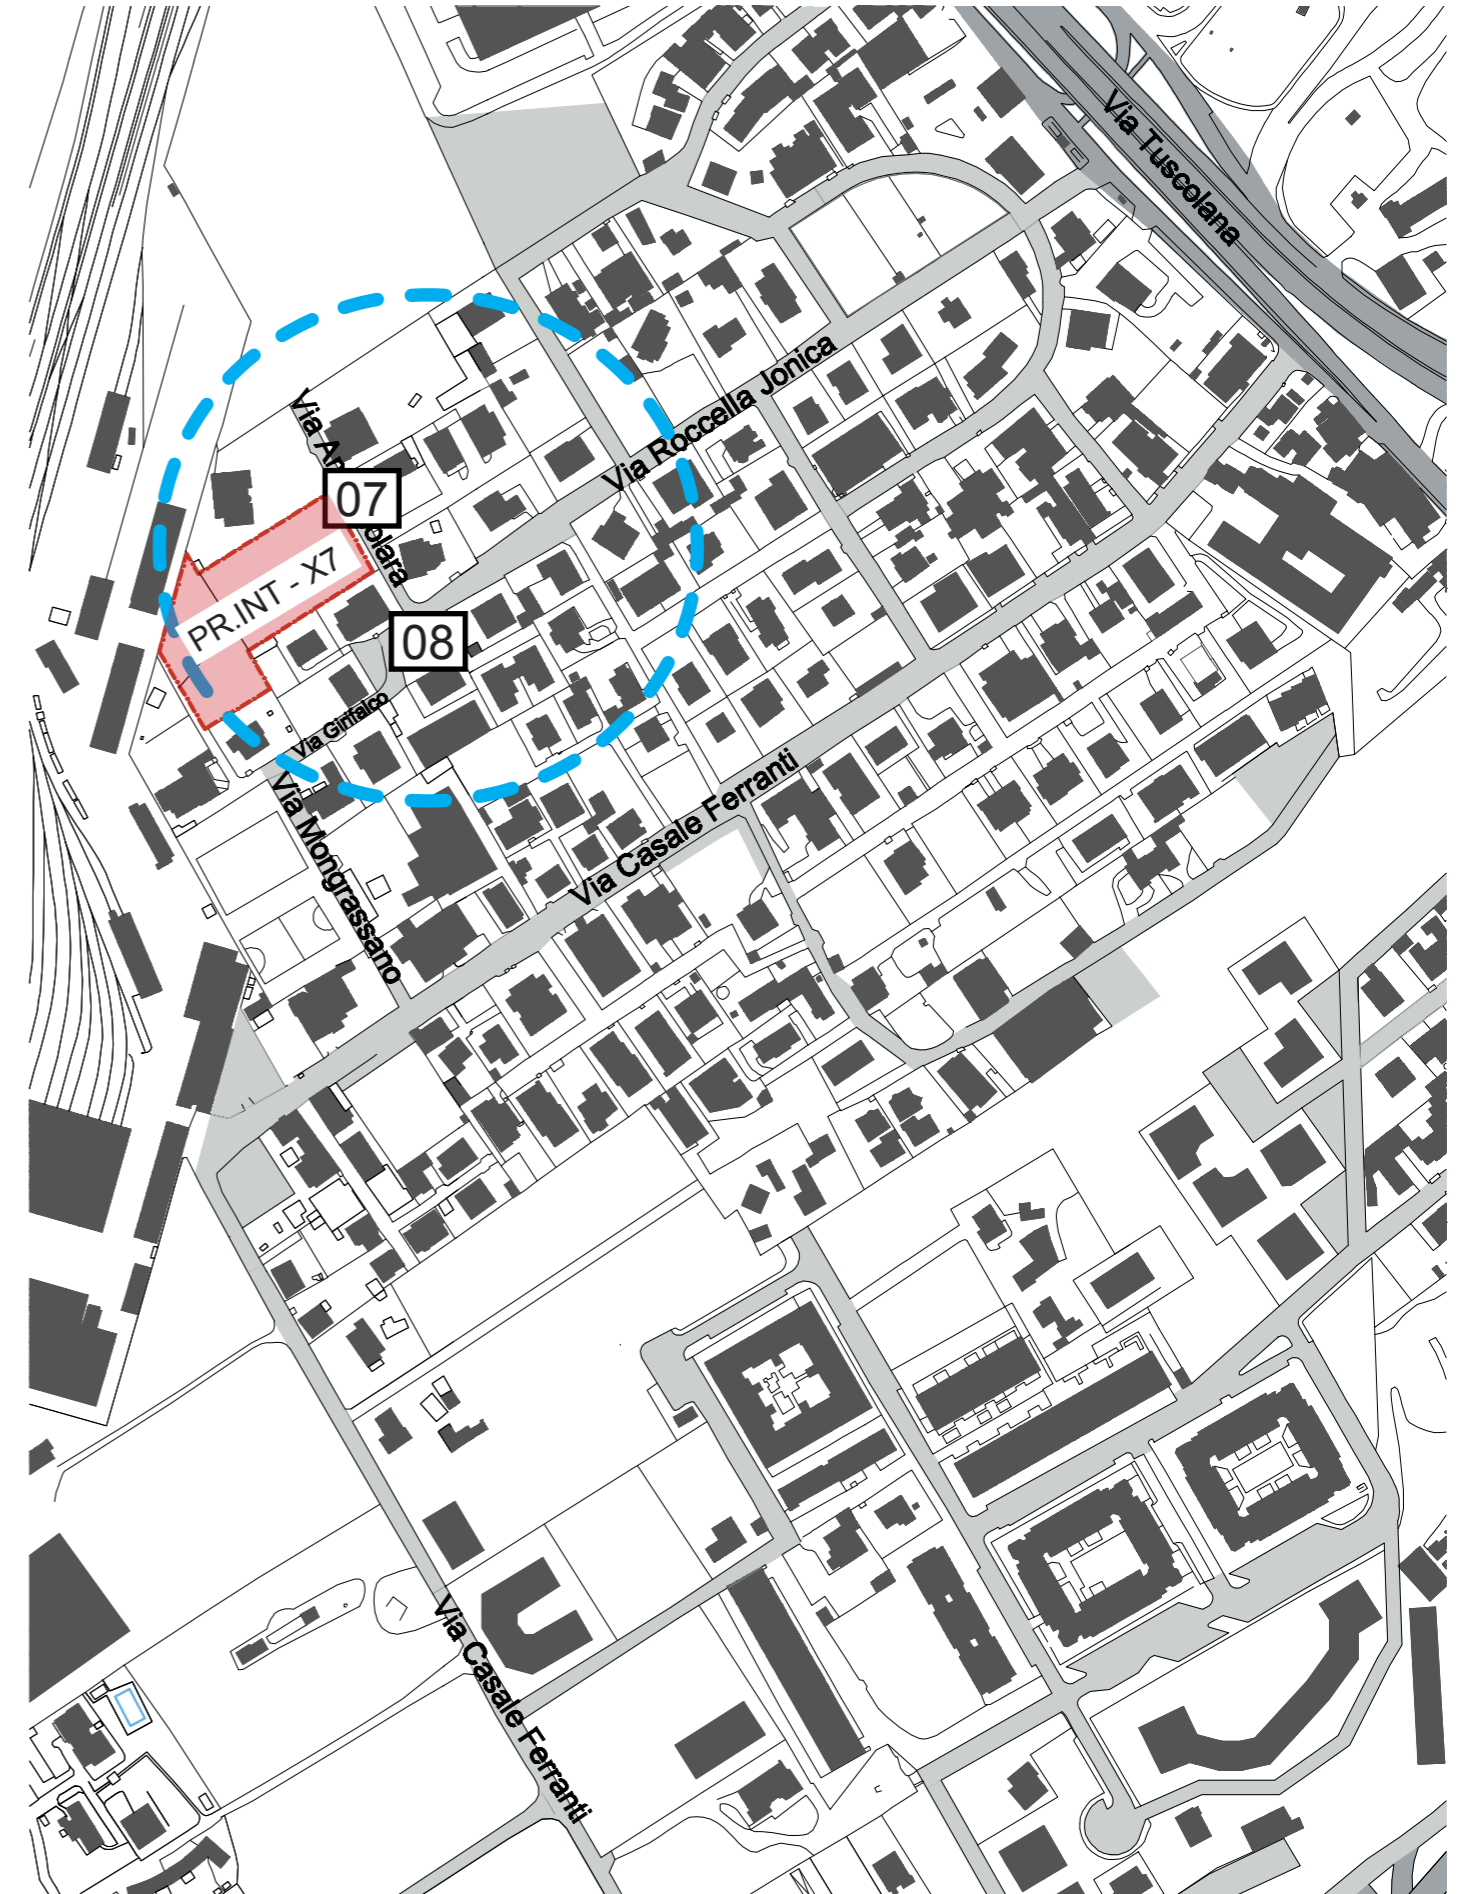 Via Tuscolana
Via Roccella Jonica
07
PR.INT - X7
08
Via Girifalco
Via Mongrassano
Via Casale Ferranti
Via Casale Ferranti